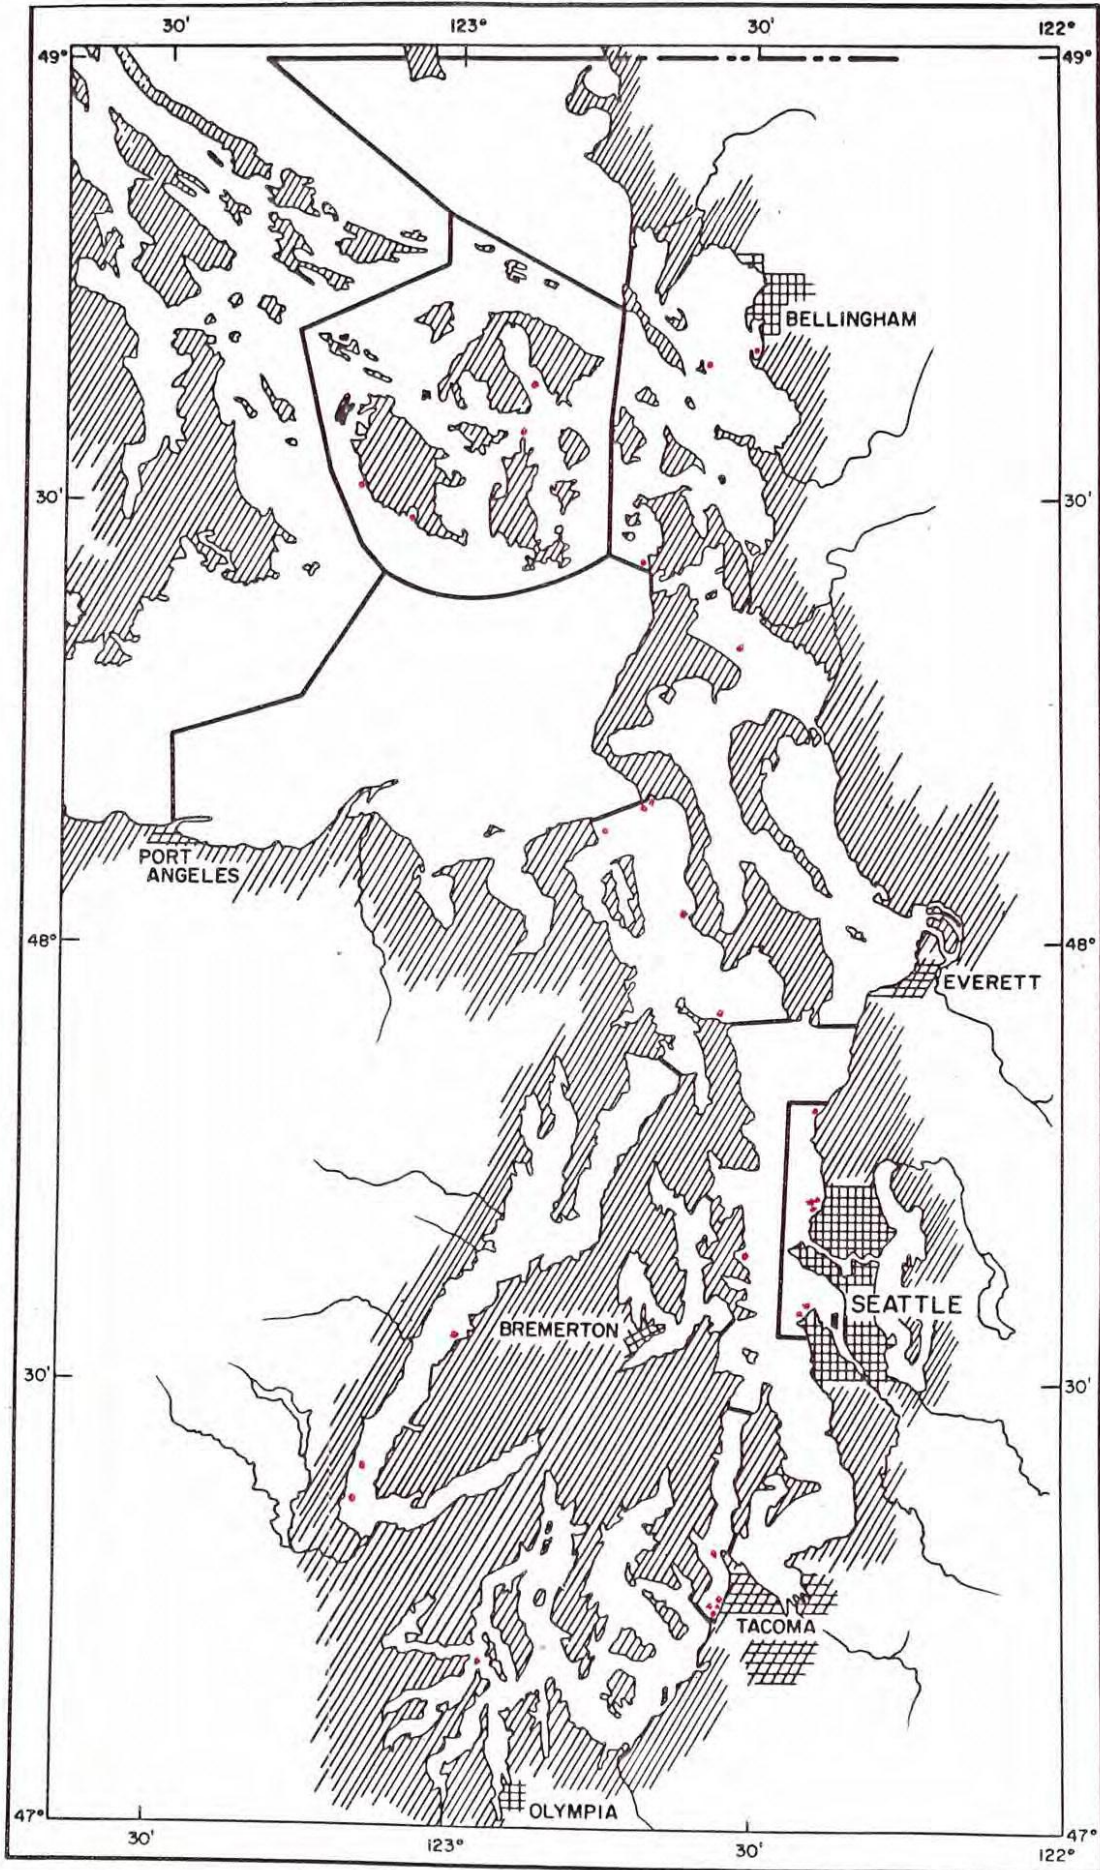 30'
123°
30'
122°
49°
49°
BELLINGHAM
30'
30'
PORT
ANGELES
48°
48°
EVERETT
SEATTLE
BREMERTON
30'
30'
TACOMA
OLYMPIA
47°
47°
30'
123°
30'
122°